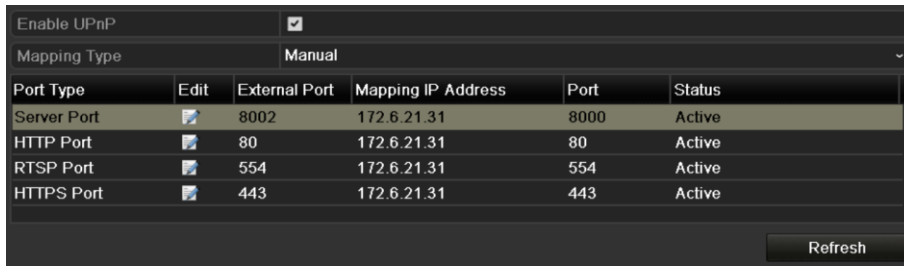 Enable UPnP
Mapping Type Manual
Port Type Edit External Port Mapping IP Address Port Status
Server Port 8002 172.6.21.31 8000 Active
HTTP Port 80 172.6.21.31 80 Active
RTSP Port 554 172.6.21.31 554 Active
HTTPS Port 443 172.6.21.31 443 Active
Refresh